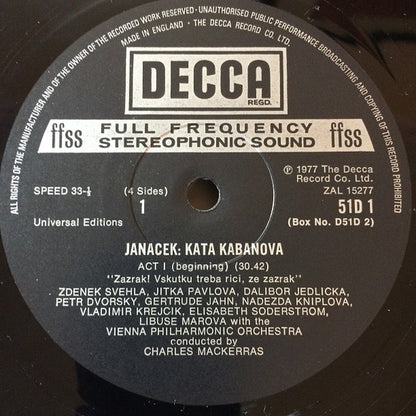 ALL RIGHTS OF THE MANUFACTURER AND OF THE OWNER OF THE RECORDED WORK RESERVED · UNAUTHORISED PUBLIC PERFORMANCE BROADCASTING AND COPYING OF THIS RECORD PROHIBITED
MADE IN ENGLAND · THE DECCA RECORD CO. LTD.
DECCA
REGD.
ffss FULL FREQUENCY ffss
STEREOPHONIC SOUND
SPEED 33-⅓ (4 Sides) ℗ 1977 The Decca
Record Co. Ltd.
ZAL 15277
1 51D 1
Universal Editions (Box No. D51D 2)
JANACEK: KATA KABANOVA
ACT I (beginning) (30.42)
"Zazrak! Vskutku treba rici, ze zazrak"
ZDENEK SVEHLA, JITKA PAVLOVA, DALIBOR JEDLICKA,
PETR DVORSKY, GERTRUDE JAHN, NADEZDA KNIPLOVA,
VLADIMIR KREJCIK, ELISABETH SODERSTROM,
LIBUSE MAROVA with the
VIENNA PHILHARMONIC ORCHESTRA
conducted by
CHARLES MACKERRAS